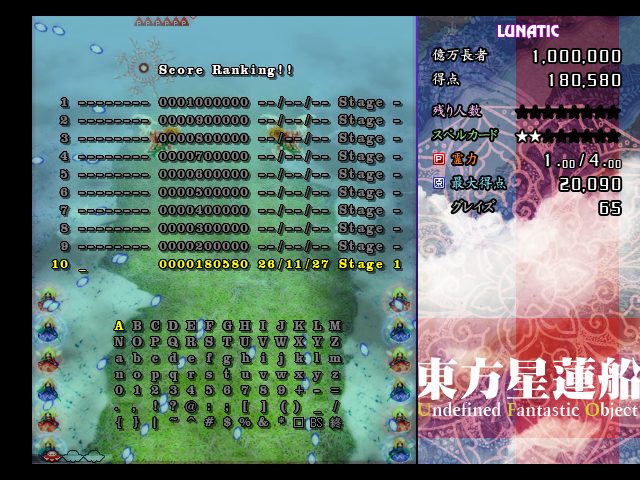 LUNATIC
億万長者 1,000,000
得点 180,580
残り人数
スペルカード
P 霊力 1.00/4.00
最大得点 20,090
グレイズ 65
Score Ranking!!
1 -------- 0001000000 --/--/-- Stage -
2 -------- 0000900000 --/--/-- Stage -
3 -------- 0000800000 --/--/-- Stage -
4 -------- 0000700000 --/--/-- Stage -
5 -------- 0000600000 --/--/-- Stage -
6 -------- 0000500000 --/--/-- Stage -
7 -------- 0000400000 --/--/-- Stage -
8 -------- 0000300000 --/--/-- Stage -
9 -------- 0000200000 --/--/-- Stage -
10 _ 0000180580 26/11/27 Stage 1
A B C D E F G H I J K L M
N O P Q R S T U V W X Y Z
a b c d e f g h i j k l m
n o p q r s t u v w x y z
0 1 2 3 4 5 6 7 8 9 + - =
. , ! ? @ : ; [ ] ( ) _ /
{ } | ~ ^ # $ % & * □ BS 終
東方星蓮船
Undefined Fantastic Object